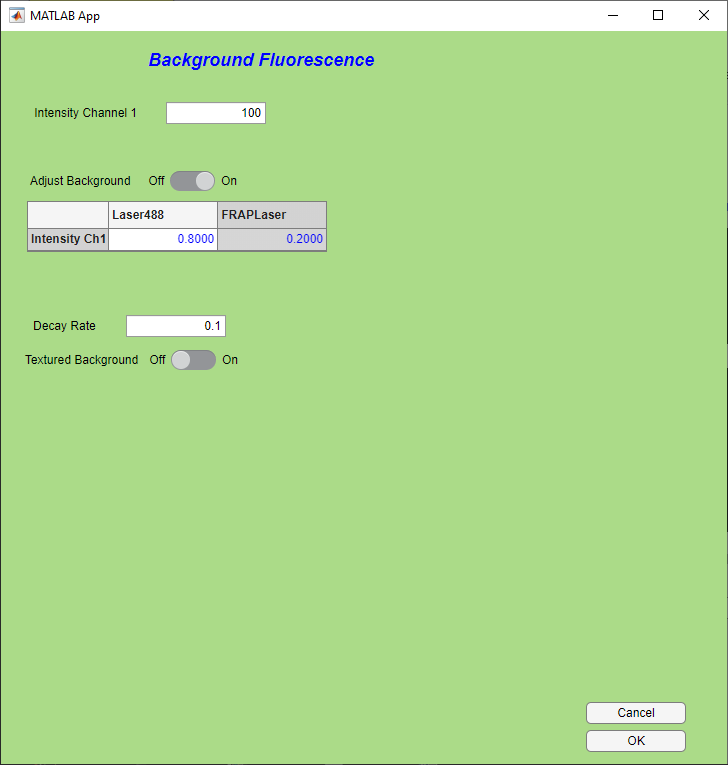 MATLAB App
Background Fluorescence
Intensity Channel 1 100
Adjust Background Off On
Laser488 FRAPLaser
Intensity Ch1 0.8000 0.2000
Decay Rate 0.1
Textured Background Off On
Cancel
OK